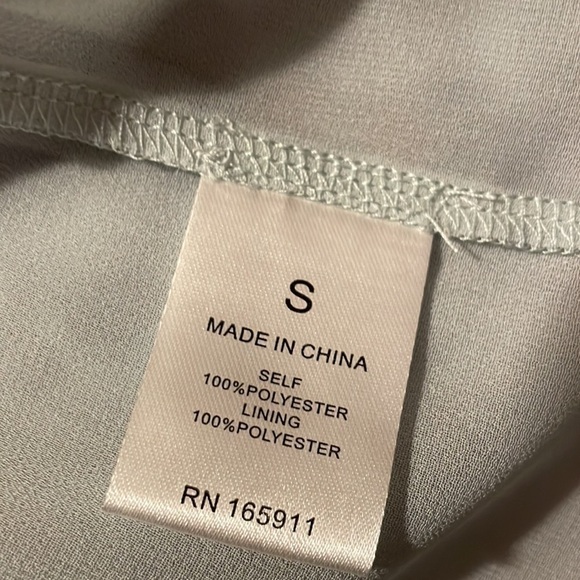 S
MADE IN CHINA
SELF
100%POLYESTER
LINING
100%POLYESTER
RN 165911